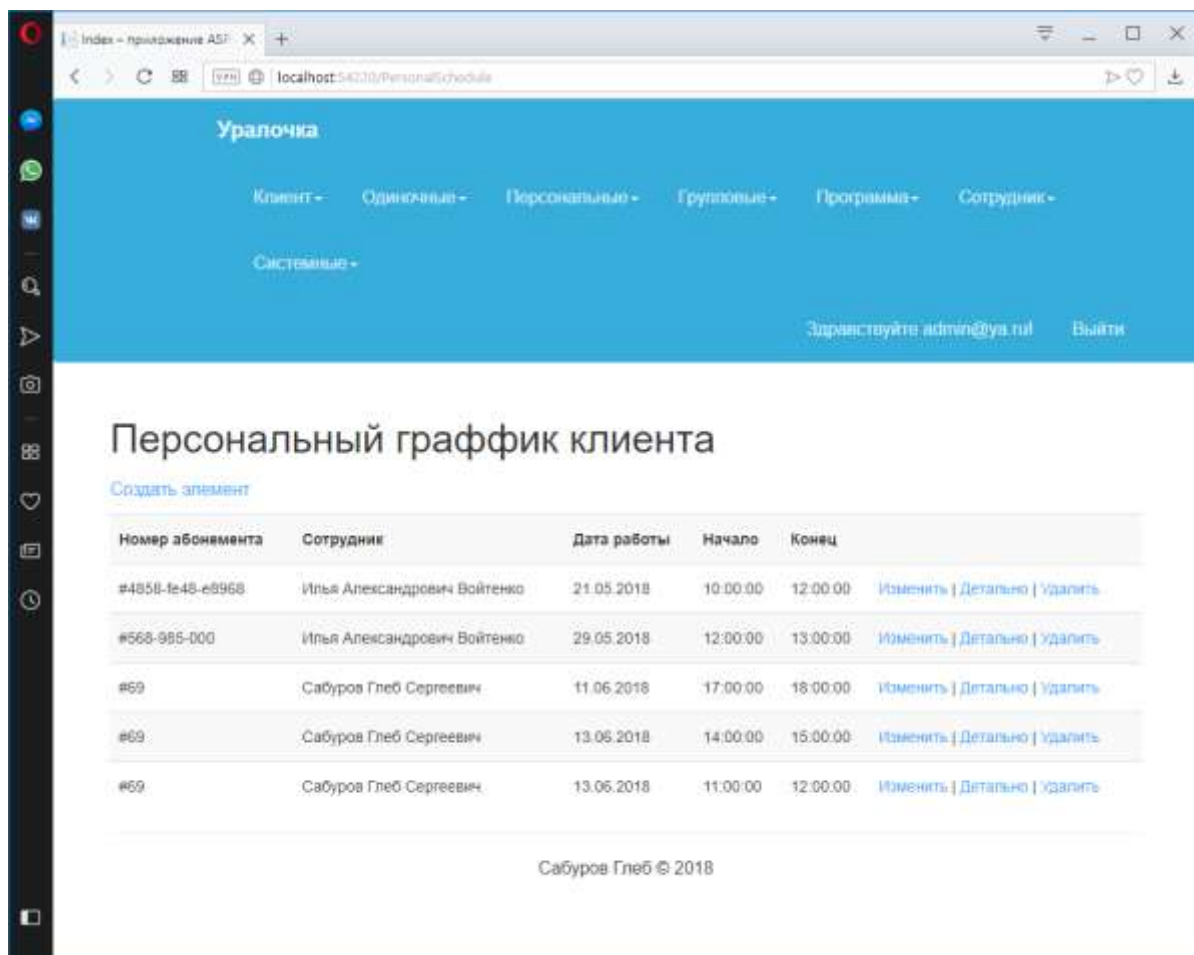 Index – приложение ASP
VPN localhost:54220/PersonalSchedule
Уралочка
Клиент Одиночные Персональные Групповые Программа Сотрудник
Системные
Здравствуйте admin@ya.ru! Выйти
Персональный граффик клиента
Создать элемент
Номер абонемента Сотрудник Дата работы Начало Конец
#4858-fe48-e8968 Илья Александрович Войтенко 21.05.2018 10:00:00 12:00:00 Изменить | Детально | Удалить
#568-985-000 Илья Александрович Войтенко 29.05.2018 12:00:00 13:00:00 Изменить | Детально | Удалить
#69 Сабуров Глеб Сергеевич 11.06.2018 17:00:00 18:00:00 Изменить | Детально | Удалить
#69 Сабуров Глеб Сергеевич 13.06.2018 14:00:00 15:00:00 Изменить | Детально | Удалить
#69 Сабуров Глеб Сергеевич 13.06.2018 11:00:00 12:00:00 Изменить | Детально | Удалить
Сабуров Глеб © 2018